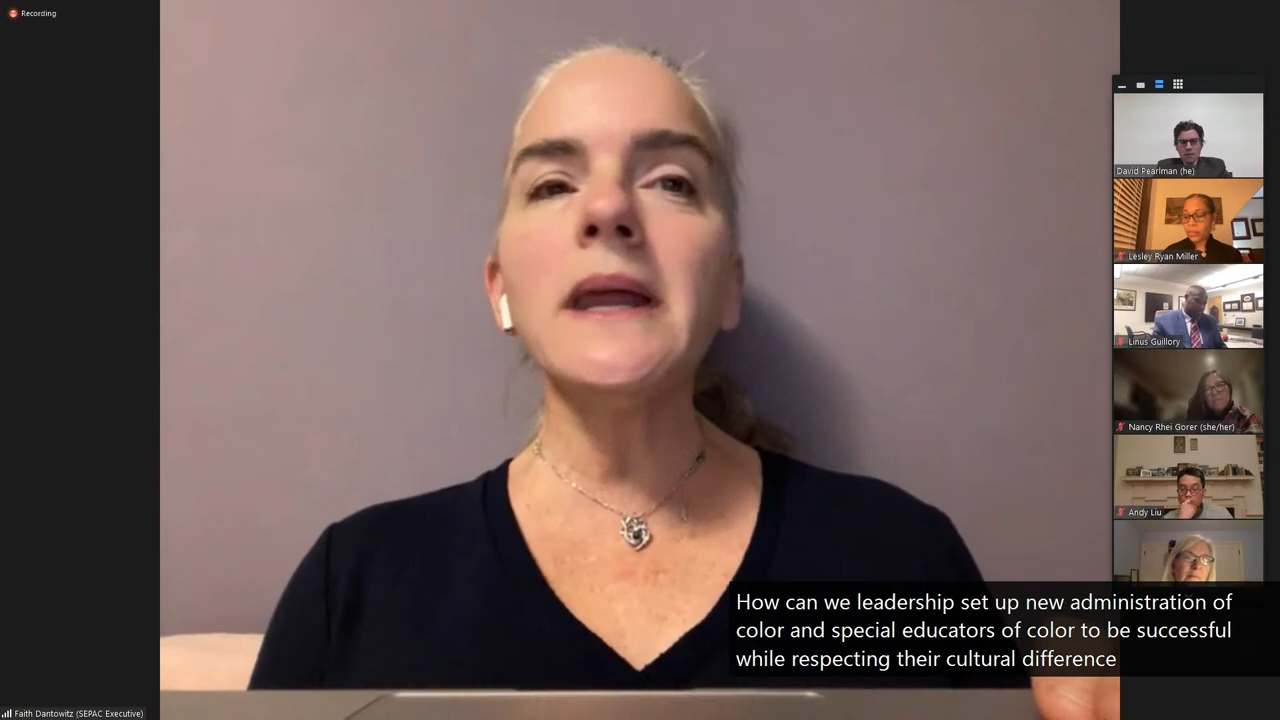 Recording
David Pearlman (he)
Lesley Ryan Miller
Linus Guillory
Nancy Rhei Gorer (she/her)
Andy Liu
How can we leadership set up new administration of
color and special educators of color to be successful
while respecting their cultural difference
Faith Dantowitz (SEPAC Executive)